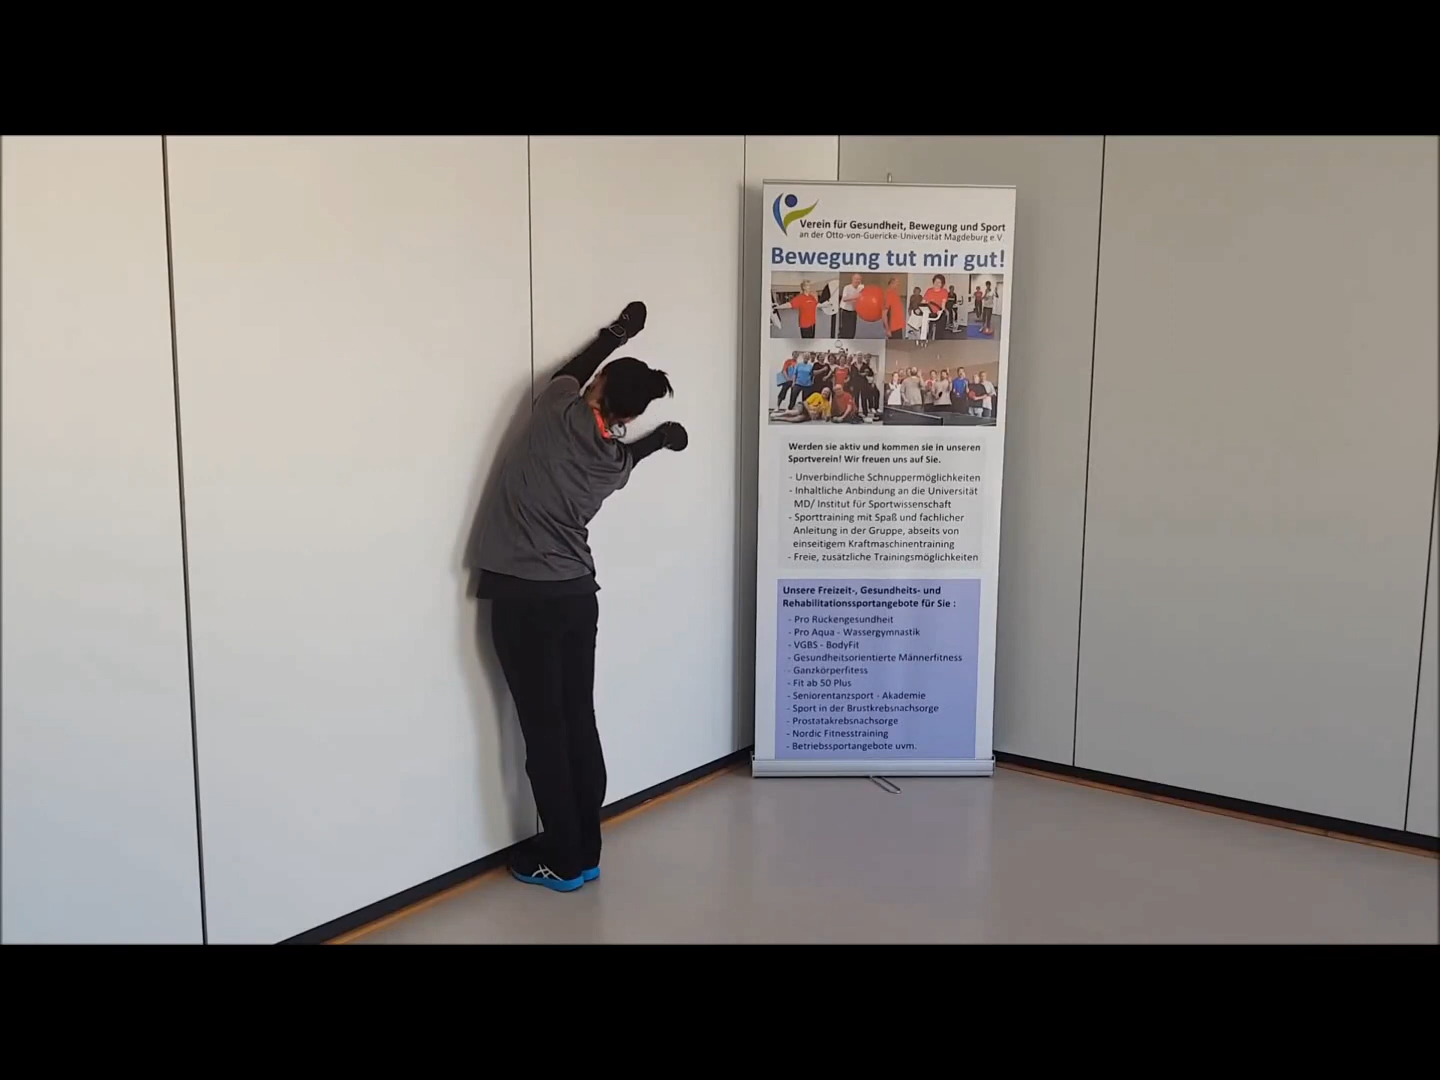 Verein für Gesundheit, Bewegung und Sport
an der Otto-von-Guericke-Universität Magdeburg e.V
Bewegung tut mir gut!
Werden sie aktiv und kommen sie in unseren
Sportverein! Wir freuen uns auf Sie.
- Unverbindliche Schnuppermöglichkeiten
- Inhaltliche Anbindung an die Universität
MD/ Institut für Sportwissenschaft
- Sporttraining mit Spaß und fachlicher
Anleitung in der Gruppe, abseits von
einseitigem Kraftmaschinentraining
- Freie, zusätzliche Trainingsmöglichkeiten
Unsere Freizeit-, Gesundheits- und
Rehabilitationssportangebote für Sie :
- Pro Rückengesundheit
- Pro Aqua - Wassergymnastik
- VGBS - BodyFit
- Gesundheitsorientierte Männerfitness
- Ganzkörperfitess
- Fit ab 50 Plus
- Seniorentanzsport - Akademie
- Sport in der Brustkrebsnachsorge
- Prostatakrebsnachsorge
- Nordic Fitnesstraining
- Betriebssportangebote uvm.